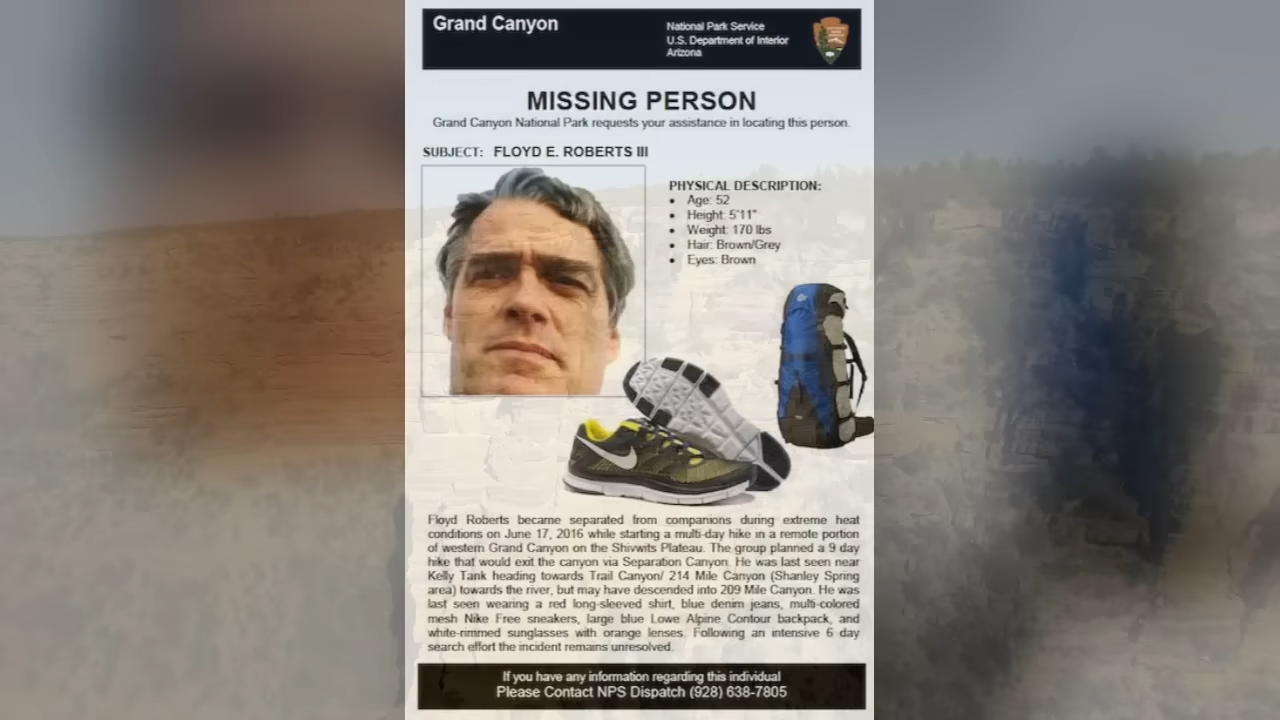 Grand Canyon
National Park Service
U.S. Department of Interior
Arizona
MISSING PERSON
Grand Canyon National Park requests your assistance in locating this person.
SUBJECT: FLOYD E. ROBERTS III
PHYSICAL DESCRIPTION:
• Age: 52
• Height: 5'11"
• Weight: 170 lbs
• Hair: Brown/Grey
• Eyes: Brown
Floyd Roberts became separated from companions during extreme heat
conditions on June 17, 2016 while starting a multi-day hike in a remote portion
of western Grand Canyon on the Shivwits Plateau. The group planned a 9 day
hike that would exit the canyon via Separation Canyon. He was last seen near
Kelly Tank heading towards Trail Canyon/ 214 Mile Canyon (Shanley Spring
area) towards the river, but may have descended into 209 Mile Canyon. He was
last seen wearing a red long-sleeved shirt, blue denim jeans, multi-colored
mesh Nike Free sneakers, large blue Lowe Alpine Contour backpack, and
white-rimmed sunglasses with orange lenses. Following an intensive 6 day
search effort the incident remains unresolved.
If you have any information regarding this individual
Please Contact NPS Dispatch (928) 638-7805